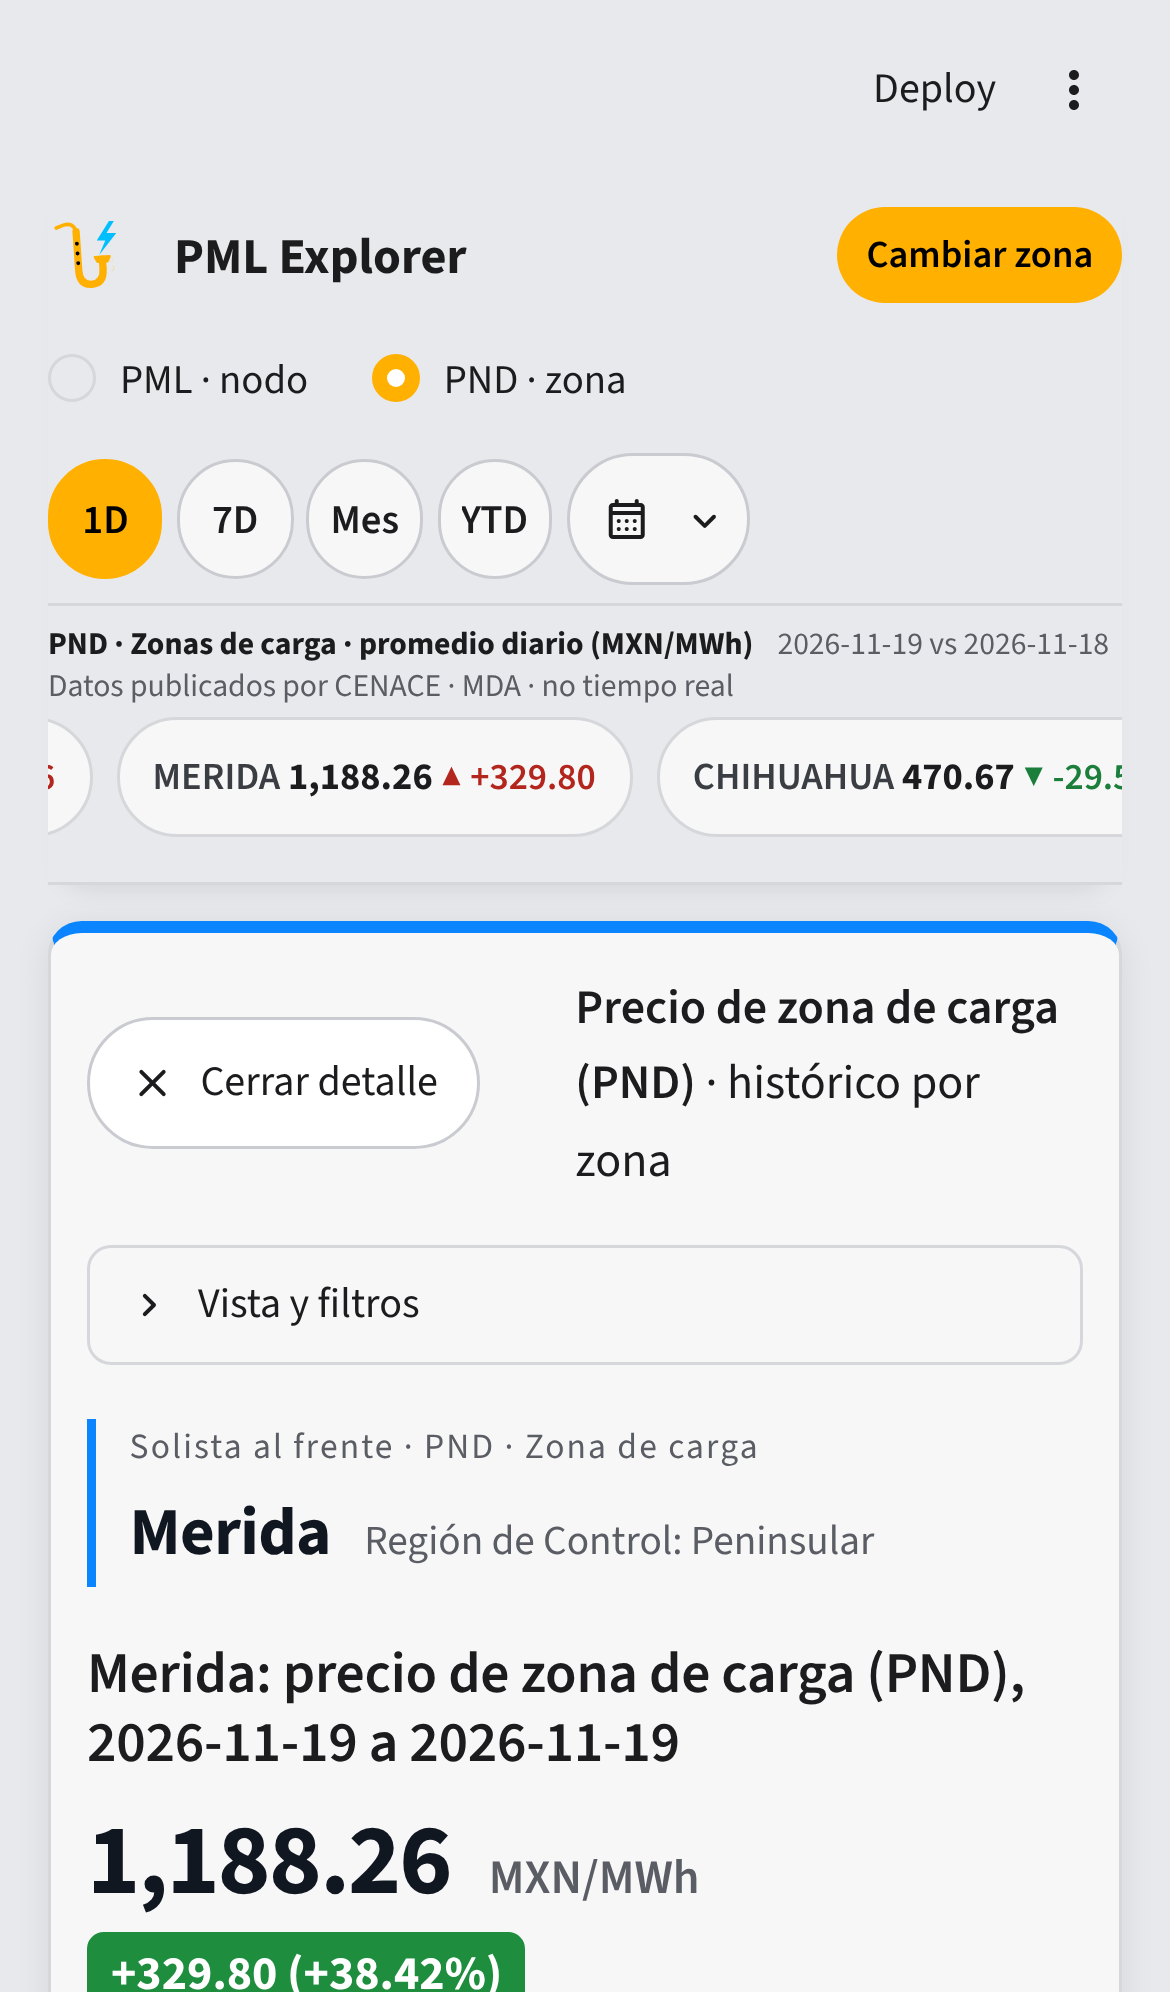 Deploy
PML Explorer
Cambiar zona
PML · nodo
PND · zona
1D
7D
Mes
YTD
PND · Zonas de carga · promedio diario (MXN/MWh) 2026-11-19 vs 2026-11-18
Datos publicados por CENACE · MDA · no tiempo real
MERIDA 1,188.26 ▲ +329.80
CHIHUAHUA 470.67 ▼ -29.5
Cerrar detalle
Precio de zona de carga
(PND) · histórico por
zona
Vista y filtros
Solista al frente · PND · Zona de carga
Merida Región de Control: Peninsular
Merida: precio de zona de carga (PND),
2026-11-19 a 2026-11-19
1,188.26 MXN/MWh
+329.80 (+38.42%)